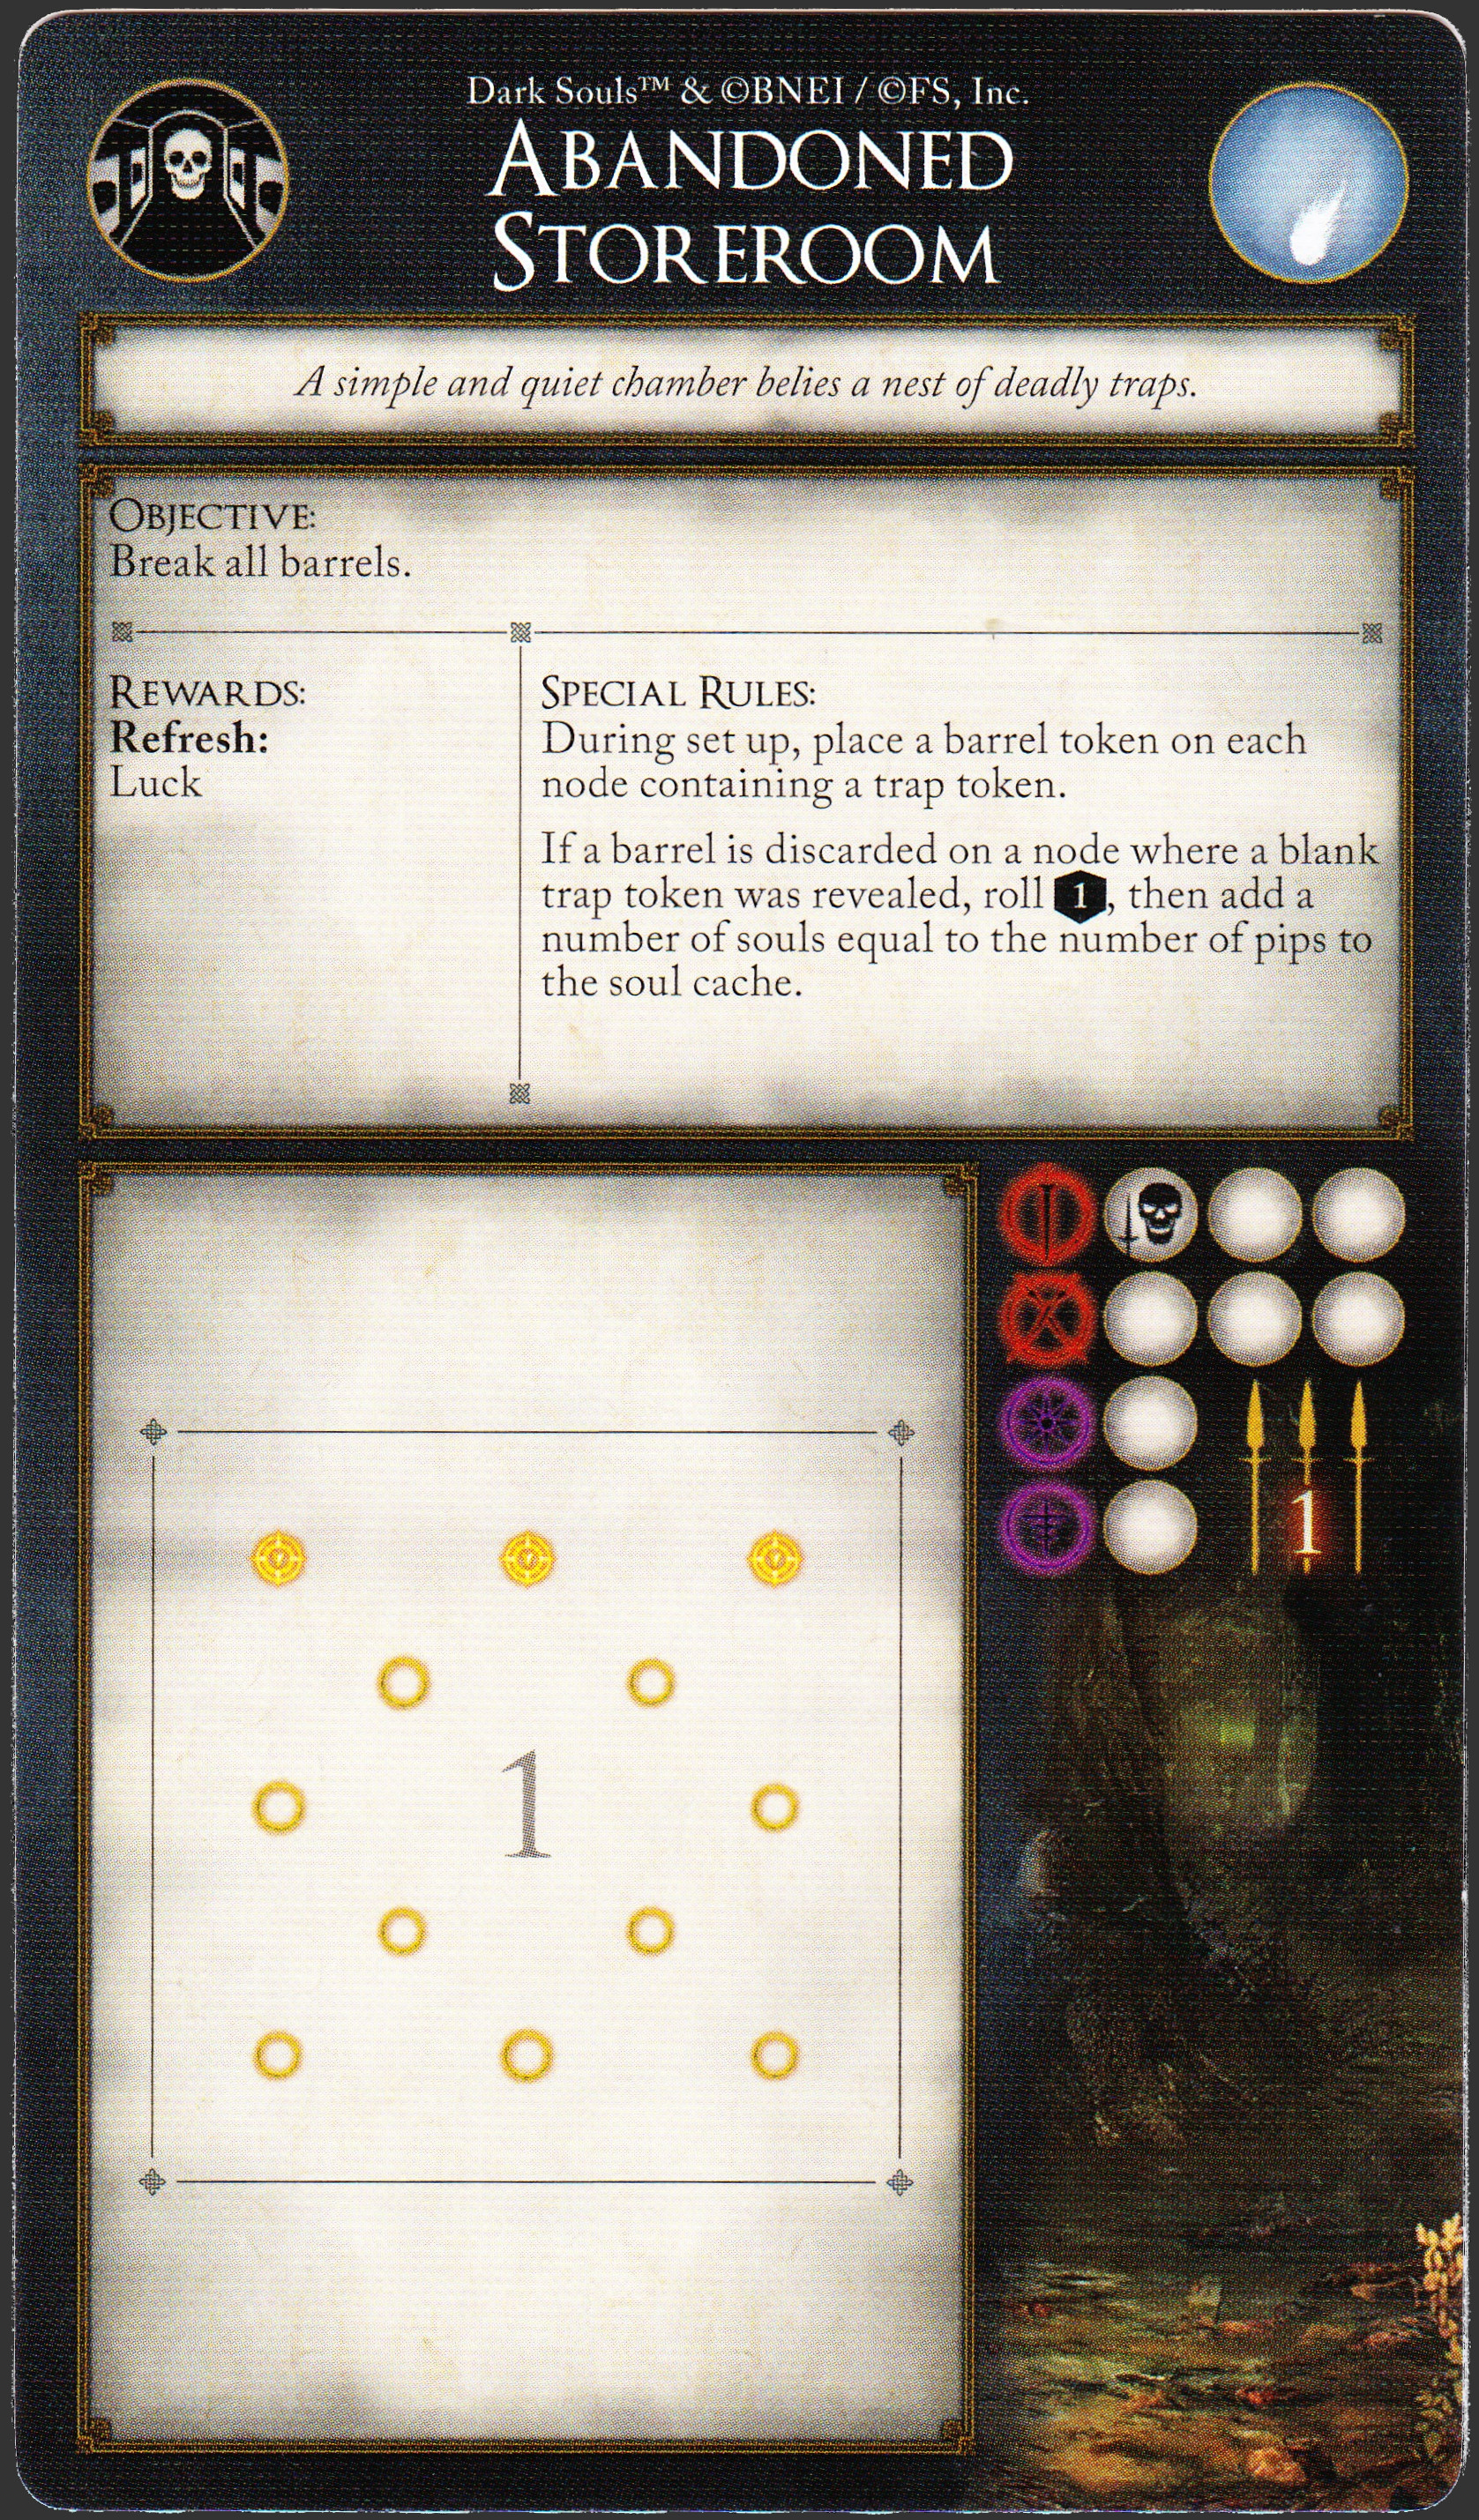 Dark Souls™ & ©BNEI / ©FS, Inc.
ABANDONED
STOREROOM
A simple and quiet chamber belies a nest of deadly traps.
OBJECTIVE:
Break all barrels.
REWARDS:
Refresh:
Luck
SPECIAL RULES:
During set up, place a barrel token on each
node containing a trap token.
If a barrel is discarded on a node where a blank
trap token was revealed, roll 1, then add a
number of souls equal to the number of pips to
the soul cache.
1
1